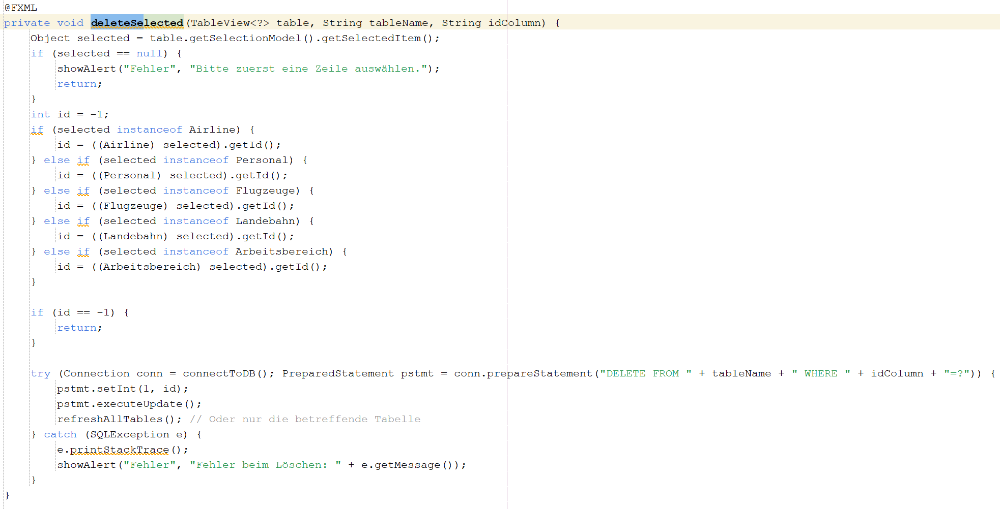 @FXML
private void deleteSelected(TableView<?> table, String tableName, String idColumn) {
    Object selected = table.getSelectionModel().getSelectedItem();
    if (selected == null) {
        showAlert("Fehler", "Bitte zuerst eine Zeile auswählen.");
        return;
    }
    int id = -1;
    if (selected instanceof Airline) {
        id = ((Airline) selected).getId();
    } else if (selected instanceof Personal) {
        id = ((Personal) selected).getId();
    } else if (selected instanceof Flugzeuge) {
        id = ((Flugzeuge) selected).getId();
    } else if (selected instanceof Landebahn) {
        id = ((Landebahn) selected).getId();
    } else if (selected instanceof Arbeitsbereich) {
        id = ((Arbeitsbereich) selected).getId();
    }

    if (id == -1) {
        return;
    }

    try (Connection conn = connectToDB(); PreparedStatement pstmt = conn.prepareStatement("DELETE FROM " + tableName + " WHERE " + idColumn + "=?")) {
        pstmt.setInt(1, id);
        pstmt.executeUpdate();
        refreshAllTables(); // Oder nur die betreffende Tabelle
    } catch (SQLException e) {
        e.printStackTrace();
        showAlert("Fehler", "Fehler beim Löschen: " + e.getMessage());
    }
}